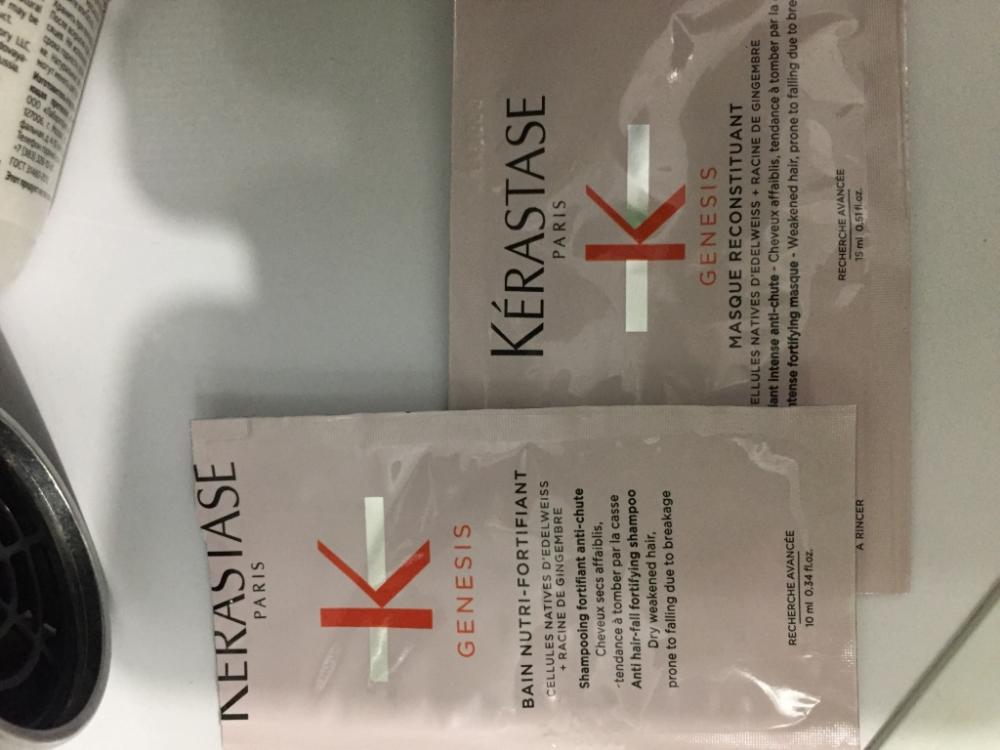 KÉRASTASE
PARIS
K
GENESIS
MASQUE RECONSTITUANT
ELLULES NATIVES D'EDELWEISS + RACINE DE GINGEMBRE
iant intense anti-chute - Cheveux affaiblis, tendance à tomber par la
ntense fortifying masque - Weakened hair, prone to falling due to bre
RECHERCHE AVANCÉE
15 ml 0.51 fl.oz.
A RINCER
KÉRASTASE
PARIS
K
GENESIS
BAIN NUTRI-FORTIFIANT
CELLULES NATIVES D'EDELWEISS
+ RACINE DE GINGEMBRE
Shampooing fortifiant anti-chute
Cheveux secs affaiblis,
tendance à tomber par la casse
Anti hair-fall fortifying shampoo
Dry weakened hair,
prone to falling due to breakage
RECHERCHE AVANCÉE
10 ml 0.34 fl.oz.